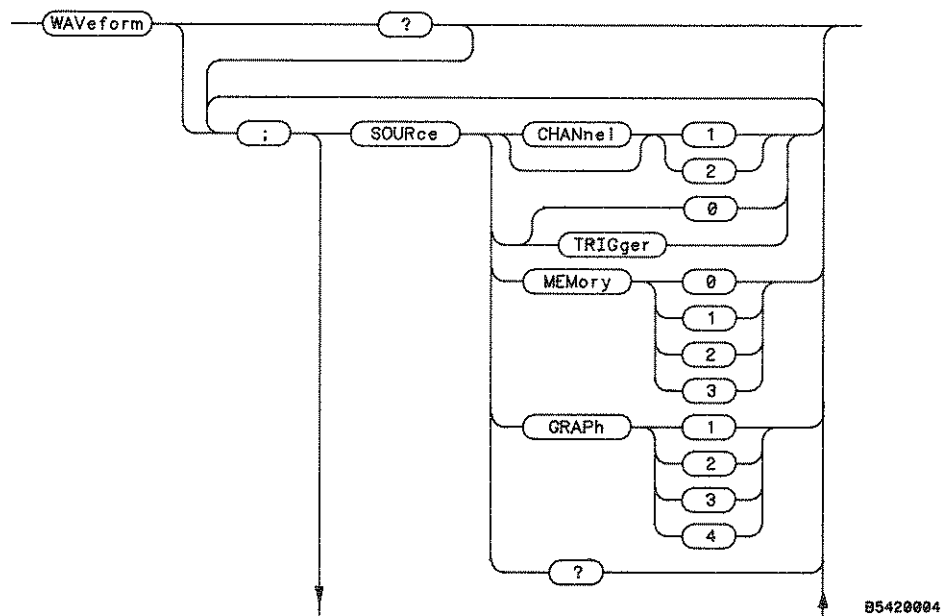 WAVeform
?
;
SOURce
CHANnel
1
2
0
TRIGger
MEMory
0
1
2
3
GRAPh
1
2
3
4
?
B5420004